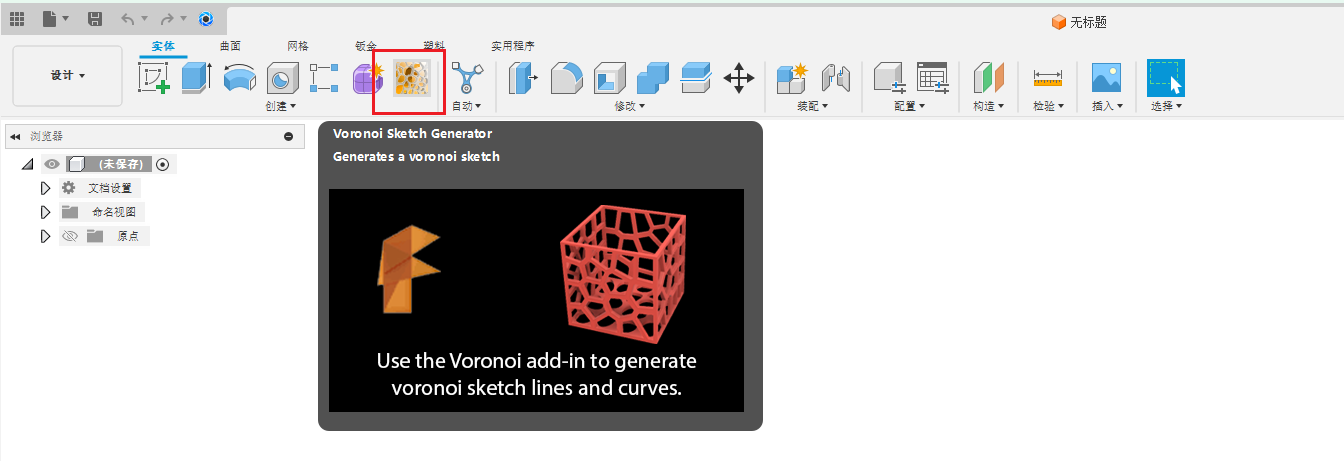 无标题
实体 曲面 网格 钣金 塑料 实用程序
设计
创建 自动 修改 装配 配置 构造 检验 插入 选择
浏览器
(未保存)
文档设置
命名视图
原点
Voronoi Sketch Generator
Generates a voronoi sketch
Use the Voronoi add-in to generate
voronoi sketch lines and curves.